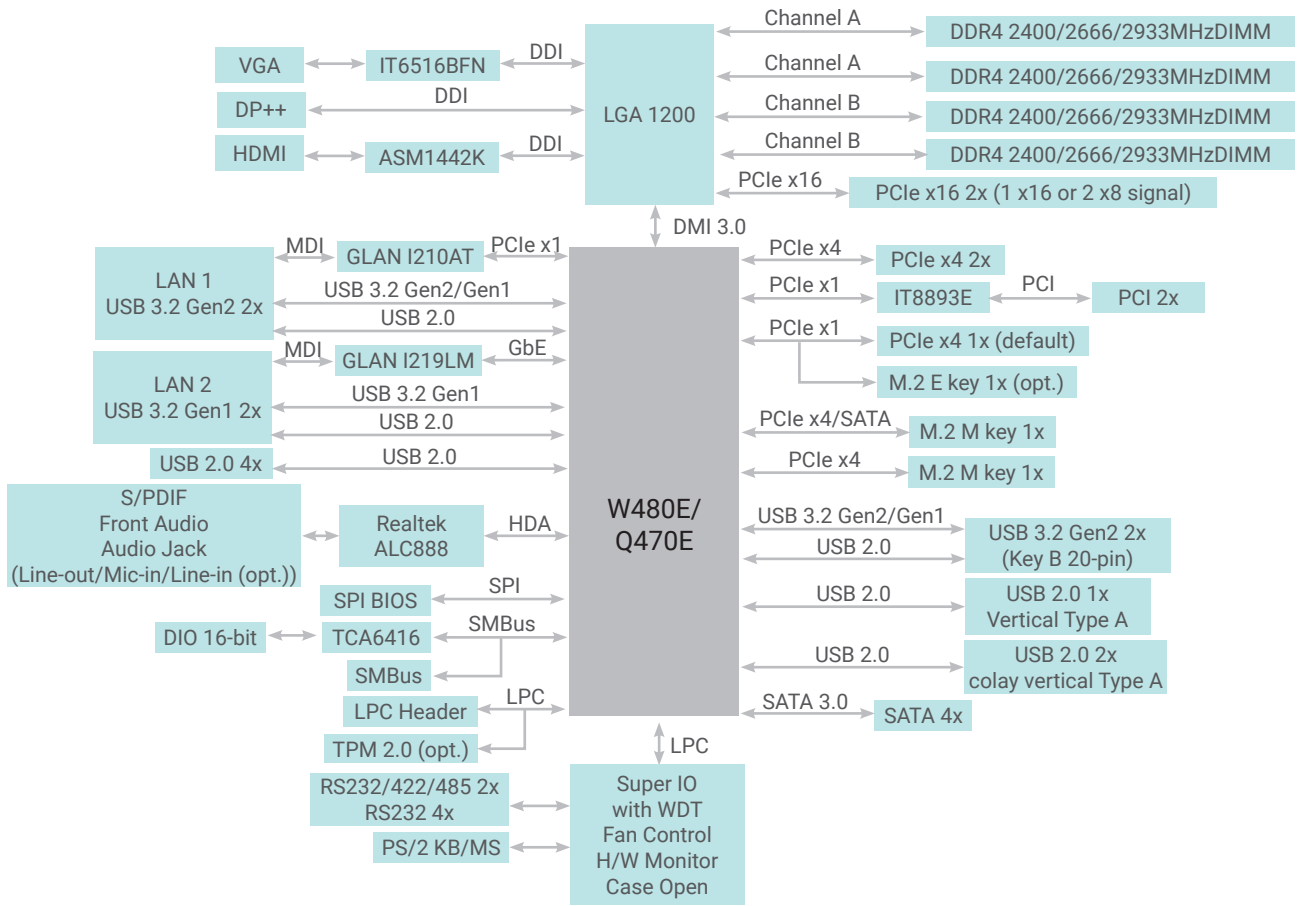 Channel A
DDR4 2400/2666/2933MHzDIMM
VGA
IT6516BFN
DDI
Channel A
DDR4 2400/2666/2933MHzDIMM
DP++
DDI
LGA 1200
Channel B
DDR4 2400/2666/2933MHzDIMM
HDMI
ASM1442K
DDI
Channel B
DDR4 2400/2666/2933MHzDIMM
PCIe x16
PCIe x16 2x (1 x16 or 2 x8 signal)
DMI 3.0
LAN 1
USB 3.2 Gen2 2x
MDI
GLAN I210AT
PCIe x1
USB 3.2 Gen2/Gen1
USB 2.0
LAN 2
USB 3.2 Gen1 2x
MDI
GLAN I219LM
GbE
USB 3.2 Gen1
USB 2.0
USB 2.0 4x
USB 2.0
S/PDIF
Front Audio
Audio Jack
(Line-out/Mic-in/Line-in (opt.))
Realtek
ALC888
HDA
SPI BIOS
SPI
DIO 16-bit
TCA6416
SMBus
SMBus
LPC Header
LPC
TPM 2.0 (opt.)
W480E/
Q470E
PCIe x4
PCIe x4 2x
PCIe x1
IT8893E
PCI
PCI 2x
PCIe x1
PCIe x4 1x (default)
M.2 E key 1x (opt.)
PCIe x4/SATA
M.2 M key 1x
PCIe x4
M.2 M key 1x
USB 3.2 Gen2/Gen1
USB 2.0
USB 3.2 Gen2 2x
(Key B 20-pin)
USB 2.0
USB 2.0 1x
Vertical Type A
USB 2.0
USB 2.0 2x
colay vertical Type A
SATA 3.0
SATA 4x
LPC
RS232/422/485 2x
RS232 4x
PS/2 KB/MS
Super IO
with WDT
Fan Control
H/W Monitor
Case Open